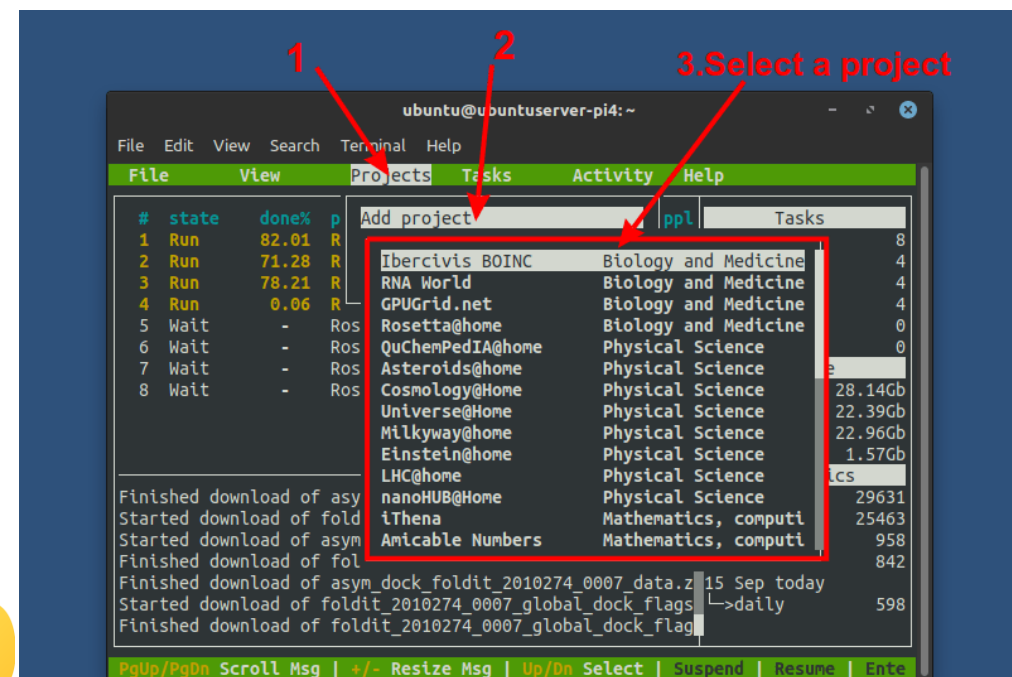 1
2
3.Select a project
ubuntu@ubuntuserver-pi4: ~
File Edit View Search Terminal Help
File View Projects Tasks Activity Help
# state done% p Add project ppl Tasks
1 Run 82.01 R 8
2 Run 71.28 R Ibercivis BOINC Biology and Medicine 4
3 Run 78.21 R RNA World Biology and Medicine 4
4 Run 0.06 R GPUGrid.net Biology and Medicine 4
5 Wait - Ros Rosetta@home Biology and Medicine 0
6 Wait - Ros QuChemPedIA@home Physical Science 0
7 Wait - Ros Asteroids@home Physical Science e
8 Wait - Ros Cosmology@Home Physical Science 28.14Gb
Universe@Home Physical Science 22.39Gb
Milkyway@home Physical Science 22.96Gb
Einstein@home Physical Science 1.57Gb
LHC@home Physical Science ics
Finished download of asy nanoHUB@Home Physical Science 29631
Started download of fold iThena Mathematics, computi 25463
Started download of asym Amicable Numbers Mathematics, computi 958
Finished download of fol 842
Finished download of asym_dock_foldit_2010274_0007_data.z 15 Sep today
Started download of foldit_2010274_0007_global_dock_flags └─>daily 598
Finished download of foldit_2010274_0007_global_dock_flag
PgUp/PgDn Scroll Msg | +/- Resize Msg | Up/Dn Select | Suspend | Resume | Ente